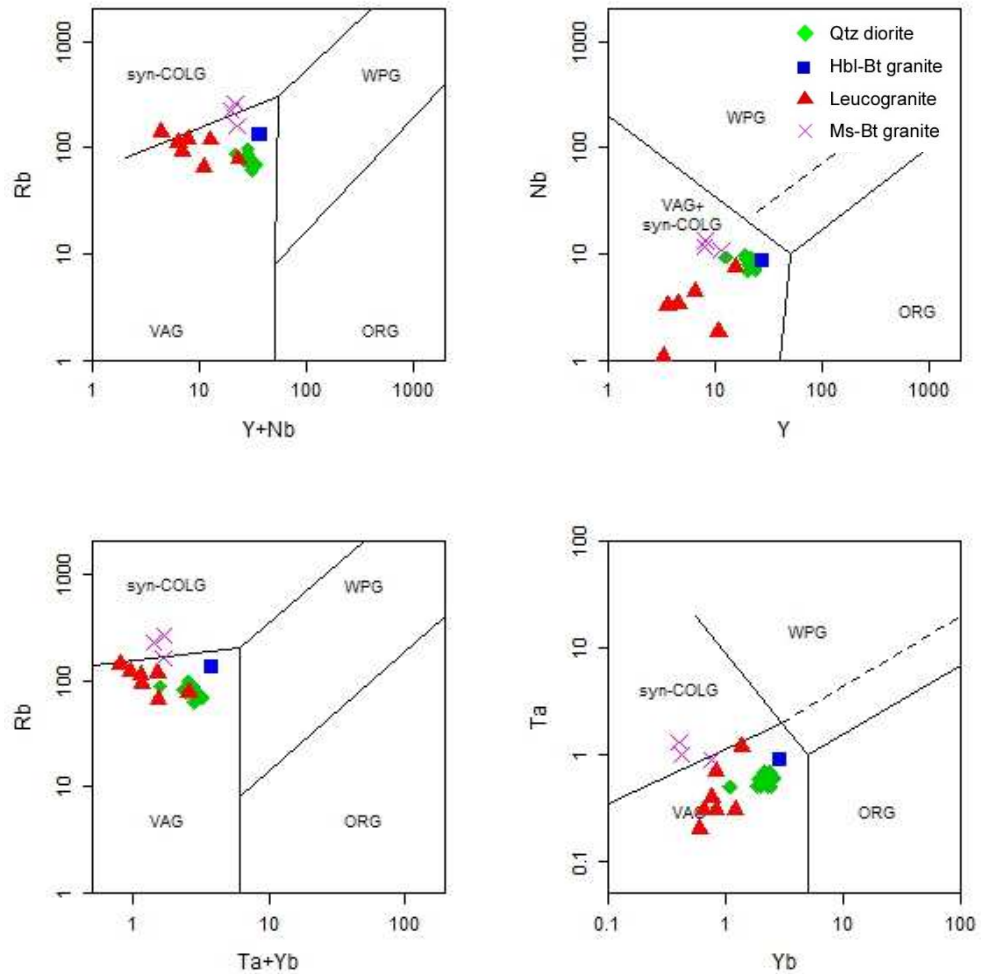 1000
100
10
1
Rb
syn-COLG
WPG
VAG
ORG
1 10 100 1000
Y+Nb
1000
100
10
1
Nb
Qtz diorite
Hbl-Bt granite
Leucogranite
Ms-Bt granite
WPG
VAG+
syn-COLG
ORG
1 10 100 1000
Y
1000
100
10
1
Rb
syn-COLG
WPG
VAG
ORG
1 10 100
Ta+Yb
100
10
1
0.1
Ta
WPG
syn-COLG
VAG
ORG
0.1 1 10 100
Yb